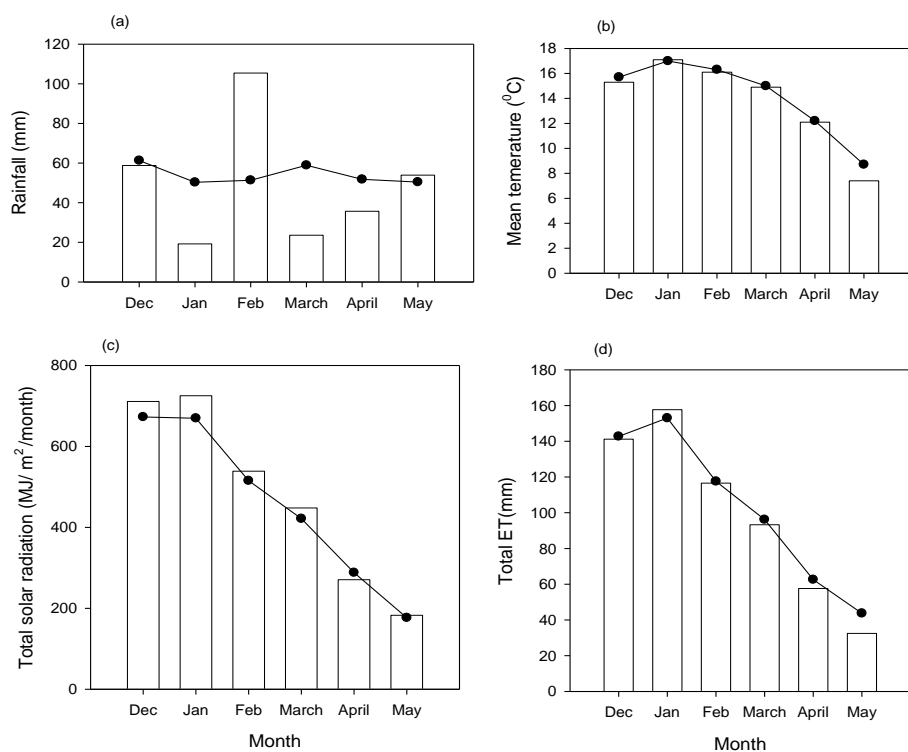 (a)
Rainfall (mm)
120
100
80
60
40
20
0
Dec Jan Feb March April May
(b)
Mean temerature (⁰C)
18
16
14
12
10
8
6
4
2
0
Dec Jan Feb March April May
(c)
Total solar radiation (MJ/ m²/month)
800
600
400
200
0
Dec Jan Feb March April May
Month
(d)
Total ET(mm)
180
160
140
120
100
80
60
40
20
0
Dec Jan Feb March April May
Month